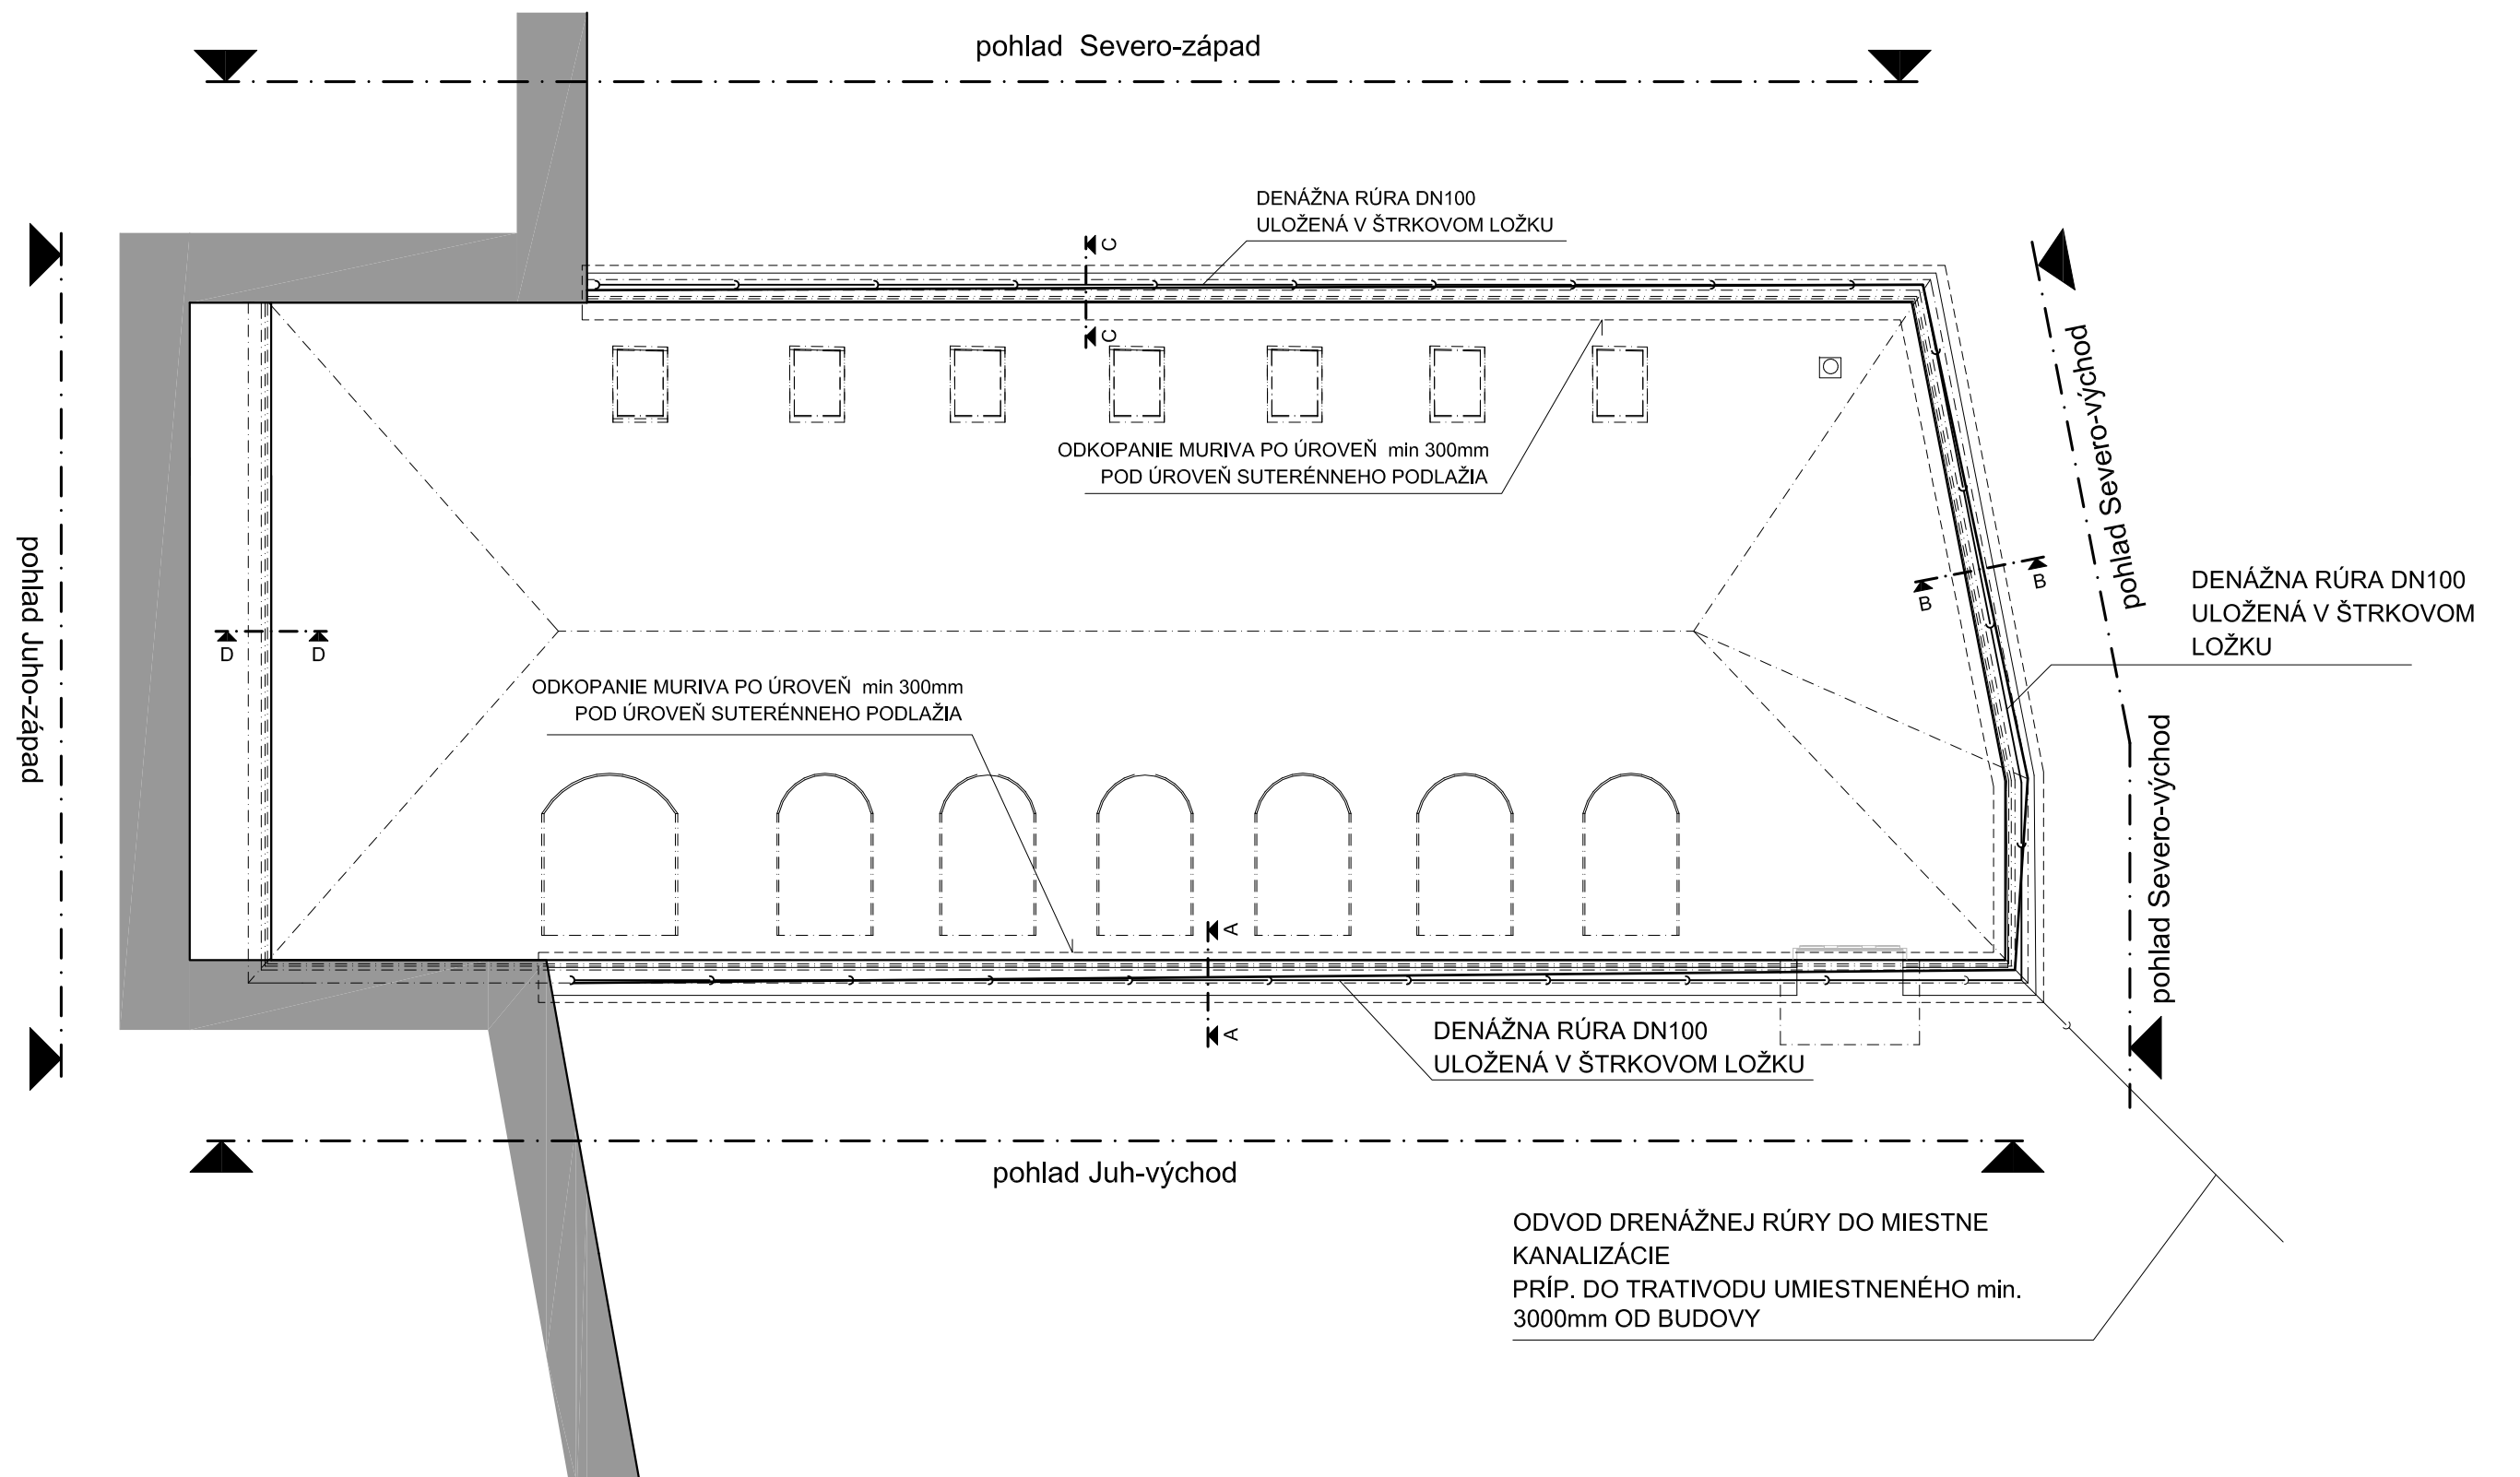 pohlad Severo-západ
DENÁŽNA RÚRA DN100
ULOŽENÁ V ŠTRKOVOM LOŽKU
C
C
ODKOPANIE MURIVA PO ÚROVEŇ min 300mm
POD ÚROVEŇ SUTERÉNNEHO PODLAŽIA
pohlad Severo-východ
B
B
DENÁŽNA RÚRA DN100
ULOŽENÁ V ŠTRKOVOM
LOŽKU
pohlad Juho-západ
D
D
ODKOPANIE MURIVA PO ÚROVEŇ min 300mm
POD ÚROVEŇ SUTERÉNNEHO PODLAŽIA
pohlad Severo-východ
A
A
DENÁŽNA RÚRA DN100
ULOŽENÁ V ŠTRKOVOM LOŽKU
pohlad Juh-východ
ODVOD DRENÁŽNEJ RÚRY DO MIESTNE
KANALIZÁCIE
PRÍP. DO TRATIVODU UMIESTNENÉHO min.
3000mm OD BUDOVY